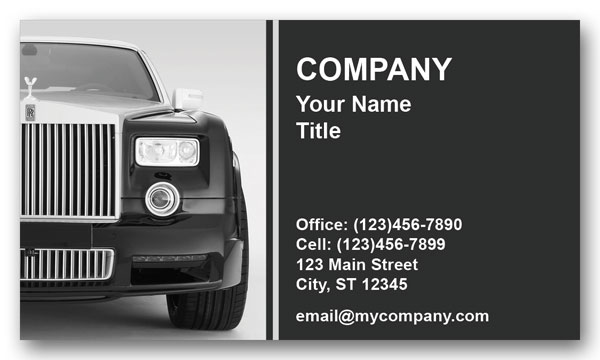 COMPANY
Your Name
Title
Office: (123)456-7890
Cell: (123)456-7899
123 Main Street
City, ST 12345
email@mycompany.com